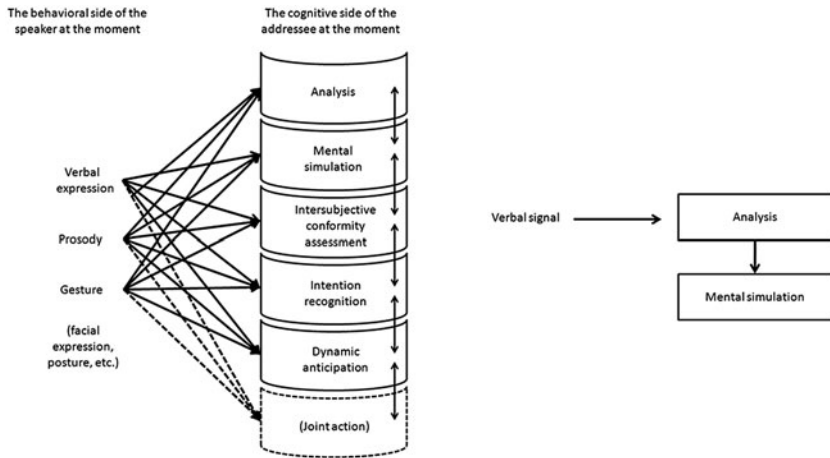 The behavioral side of the
speaker at the moment
The cognitive side of the
addressee at the moment
Verbal
expression
Prosody
Gesture
(facial
expression,
posture, etc.)
Analysis
Mental
simulation
Intersubjective
conformity
assessment
Intention
recognition
Dynamic
anticipation
(Joint action)
Verbal signal
Analysis
Mental simulation